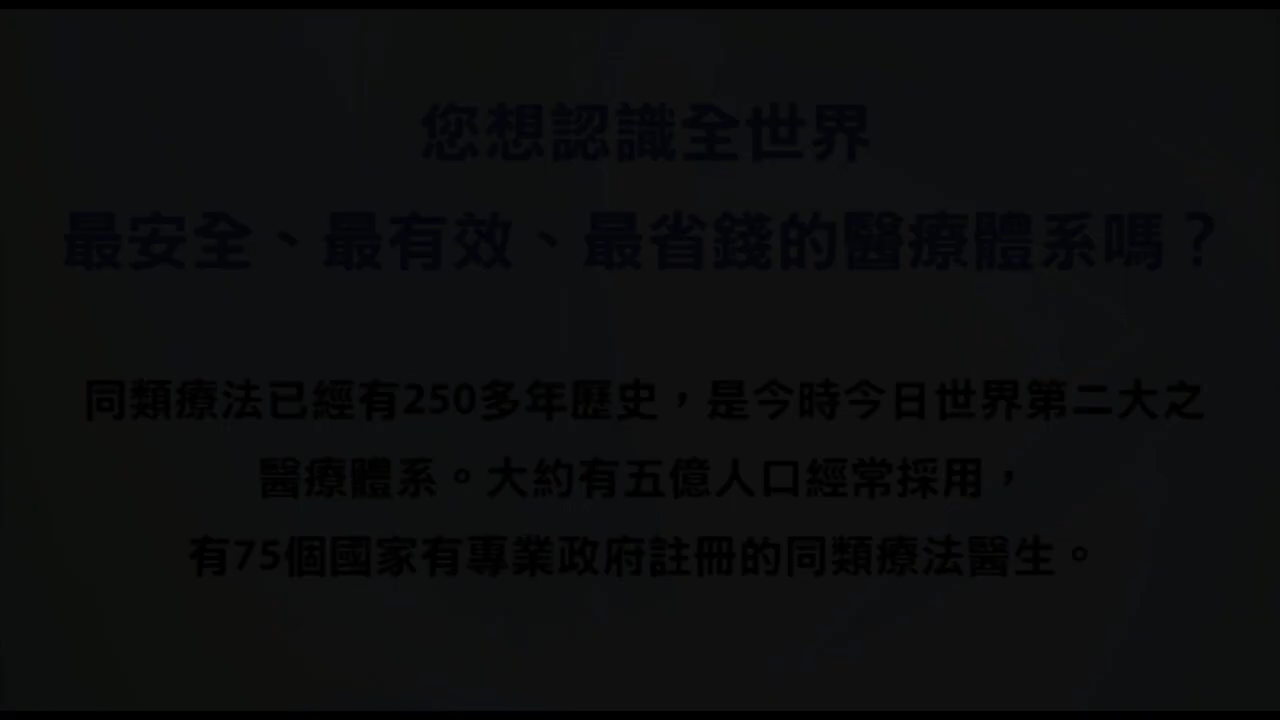 您想認識全世界
最安全、最有效、最省錢的醫療體系嗎？
同類療法已經有250多年歷史，是今時今日世界第二大之
醫療體系。大約有五億人口經常採用，
有75個國家有專業政府註冊的同類療法醫生。